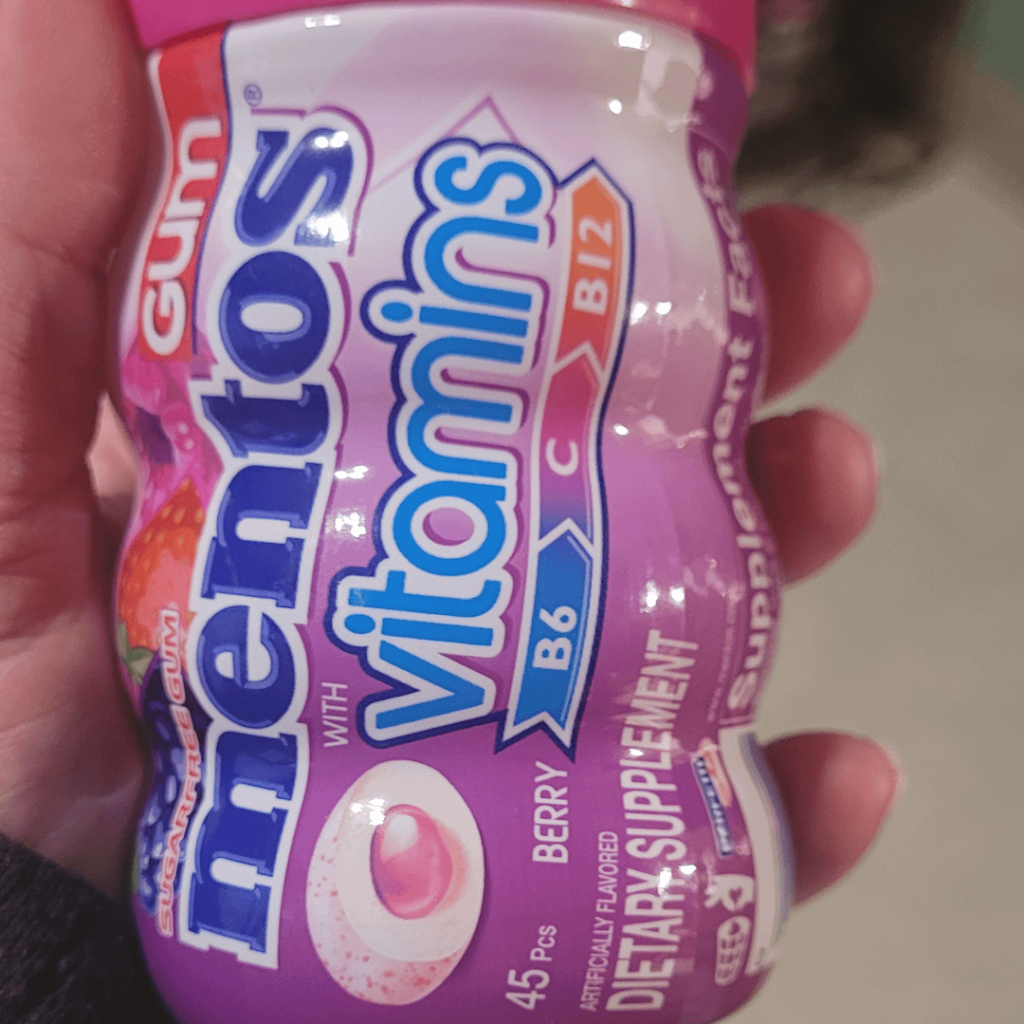 GUM
mentos®
SUGARFREE GUM
WITH
vitamins
B6 C B12
BERRY
45 Pcs
ARTIFICIALLY FLAVORED
DIETARY SUPPLEMENT
Supplement Facts